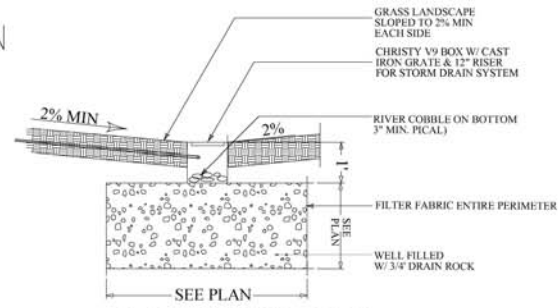 N
GRASS LANDSCAPE
SLOPED TO 2% MIN
EACH SIDE
CHRISTY V9 BOX W/ CAST
IRON GRATE & 12" RISER
FOR STORM DRAIN SYSTEM
2% MIN
2%
RIVER COBBLE ON BOTTOM
3" MIN. PICAL)
1'
FILTER FABRIC ENTIRE PERIMETER
SEE
PLAN
WELL FILLED
W/ 3/4' DRAIN ROCK
SEE PLAN